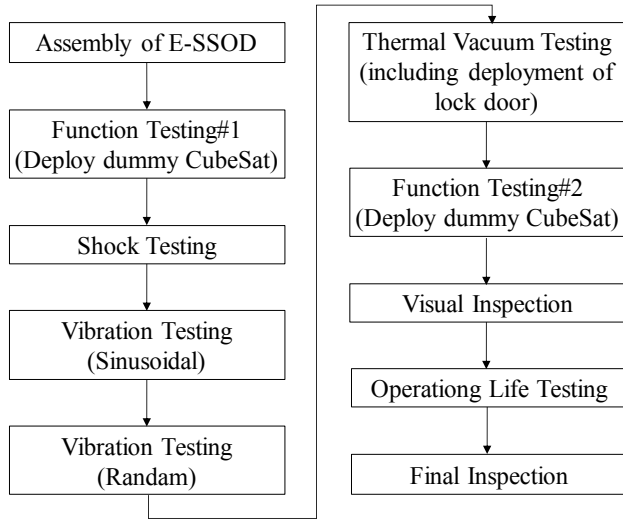 Assembly of E-SSOD
Function Testing#1
(Deploy dummy CubeSat)
Shock Testing
Vibration Testing
(Sinusoidal)
Vibration Testing
(Randam)
Thermal Vacuum Testing
(including deployment of
lock door)
Function Testing#2
(Deploy dummy CubeSat)
Visual Inspection
Operationg Life Testing
Final Inspection